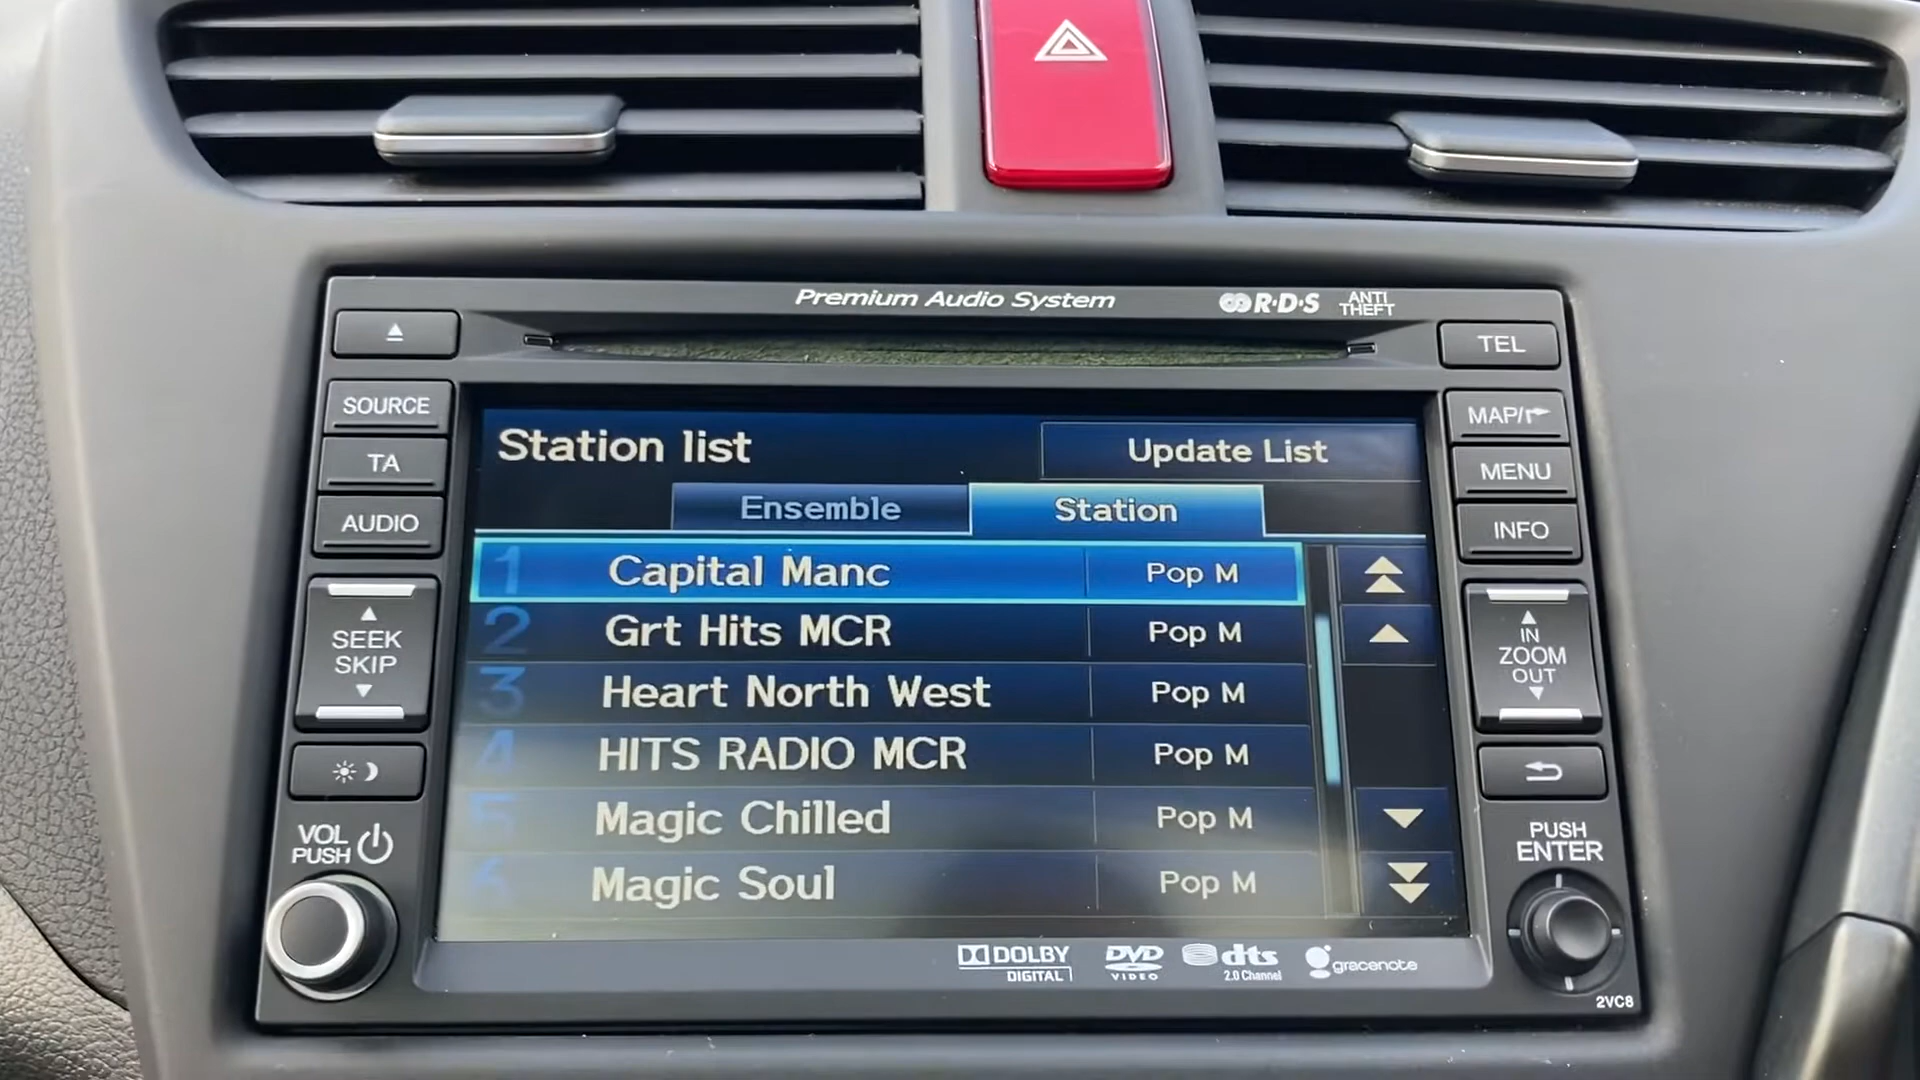 Premium Audio System R·D·S ANTI THEFT
TEL
SOURCE
MAP/
TA
MENU
AUDIO
INFO
SEEK
SKIP
IN
ZOOM
OUT
VOL
PUSH
PUSH
ENTER
Station list
Update List
Ensemble
Station
1 Capital Manc Pop M
2 Grt Hits MCR Pop M
3 Heart North West Pop M
4 HITS RADIO MCR Pop M
5 Magic Chilled Pop M
6 Magic Soul Pop M
DOLBY DIGITAL
DVD VIDEO
dts 2.0 Channel
gracenote
2VC8